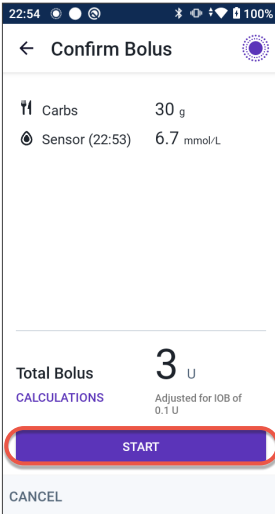 22:54 100%
Confirm Bolus
Carbs 30 g
Sensor (22:53) 6.7 mmol/L
Total Bolus 3 U
CALCULATIONS Adjusted for IOB of
0.1 U
START
CANCEL